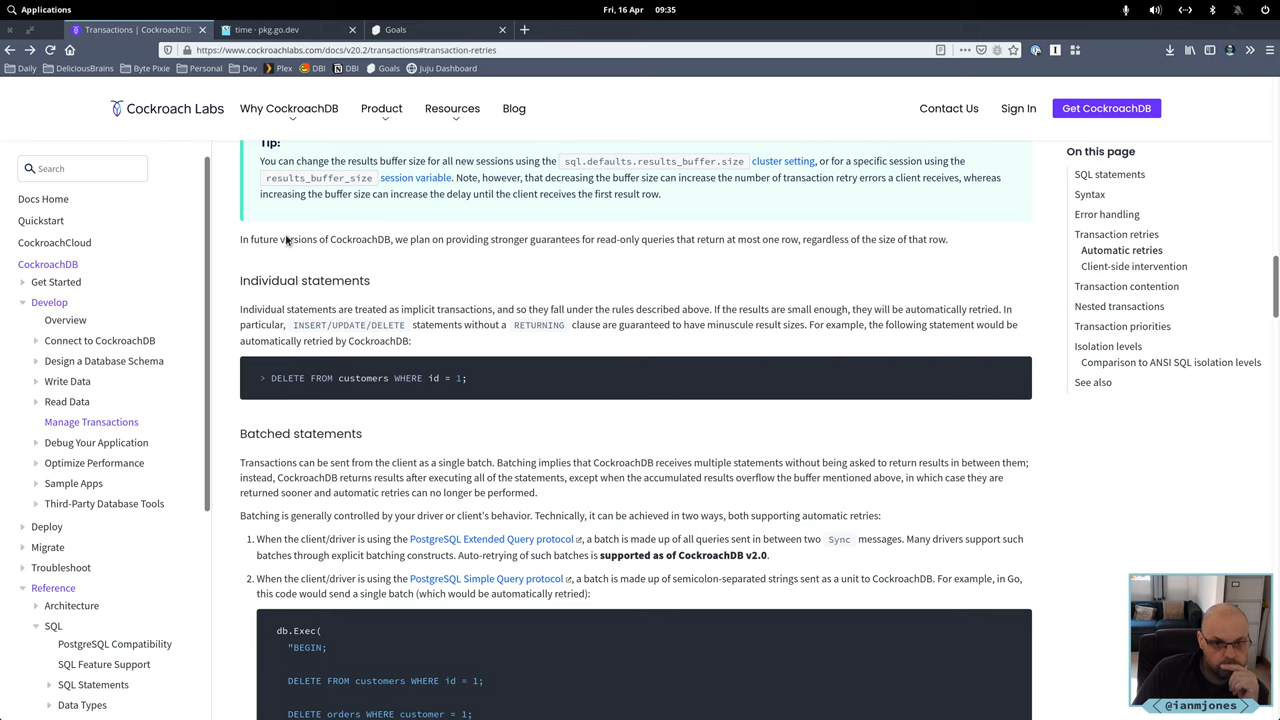 Applications
Fri, 16 Apr 09:35
Transactions | CockroachDB
time · pkg.go.dev
Goals
https://www.cockroachlabs.com/docs/v20.2/transactions#transaction-retries
Daily
DeliciousBrains
Byte Pixie
Personal
Dev
Plex
DBI
DBI
Goals
Juju Dashboard
Cockroach Labs
Why CockroachDB
Product
Resources
Blog
Contact Us
Sign In
Get CockroachDB
Search
Docs Home
Quickstart
CockroachCloud
CockroachDB
Get Started
Develop
Overview
Connect to CockroachDB
Design a Database Schema
Write Data
Read Data
Manage Transactions
Debug Your Application
Optimize Performance
Sample Apps
Third-Party Database Tools
Deploy
Migrate
Troubleshoot
Reference
Architecture
SQL
PostgreSQL Compatibility
SQL Feature Support
SQL Statements
Data Types
Tip:
You can change the results buffer size for all new sessions using the sql.defaults.results_buffer.size cluster setting, or for a specific session using the
results_buffer_size session variable. Note, however, that decreasing the buffer size can increase the number of transaction retry errors a client receives, whereas
increasing the buffer size can increase the delay until the client receives the first result row.
In future versions of CockroachDB, we plan on providing stronger guarantees for read-only queries that return at most one row, regardless of the size of that row.
Individual statements
Individual statements are treated as implicit transactions, and so they fall under the rules described above. If the results are small enough, they will be automatically retried. In
particular, INSERT/UPDATE/DELETE statements without a RETURNING clause are guaranteed to have minuscule result sizes. For example, the following statement would be
automatically retried by CockroachDB:
> DELETE FROM customers WHERE id = 1;
Batched statements
Transactions can be sent from the client as a single batch. Batching implies that CockroachDB receives multiple statements without being asked to return results in between them;
instead, CockroachDB returns results after executing all of the statements, except when the accumulated results overflow the buffer mentioned above, in which case they are
returned sooner and automatic retries can no longer be performed.
Batching is generally controlled by your driver or client's behavior. Technically, it can be achieved in two ways, both supporting automatic retries:
1. When the client/driver is using the PostgreSQL Extended Query protocol, a batch is made up of all queries sent in between two Sync messages. Many drivers support such
batches through explicit batching constructs. Auto-retrying of such batches is supported as of CockroachDB v2.0.
2. When the client/driver is using the PostgreSQL Simple Query protocol, a batch is made up of semicolon-separated strings sent as a unit to CockroachDB. For example, in Go,
this code would send a single batch (which would be automatically retried):
db.Exec(
"BEGIN;
DELETE FROM customers WHERE id = 1;
DELETE orders WHERE customer = 1;
On this page
SQL statements
Syntax
Error handling
Transaction retries
Automatic retries
Client-side intervention
Transaction contention
Nested transactions
Transaction priorities
Isolation levels
Comparison to ANSI SQL isolation levels
See also
@ianmjones